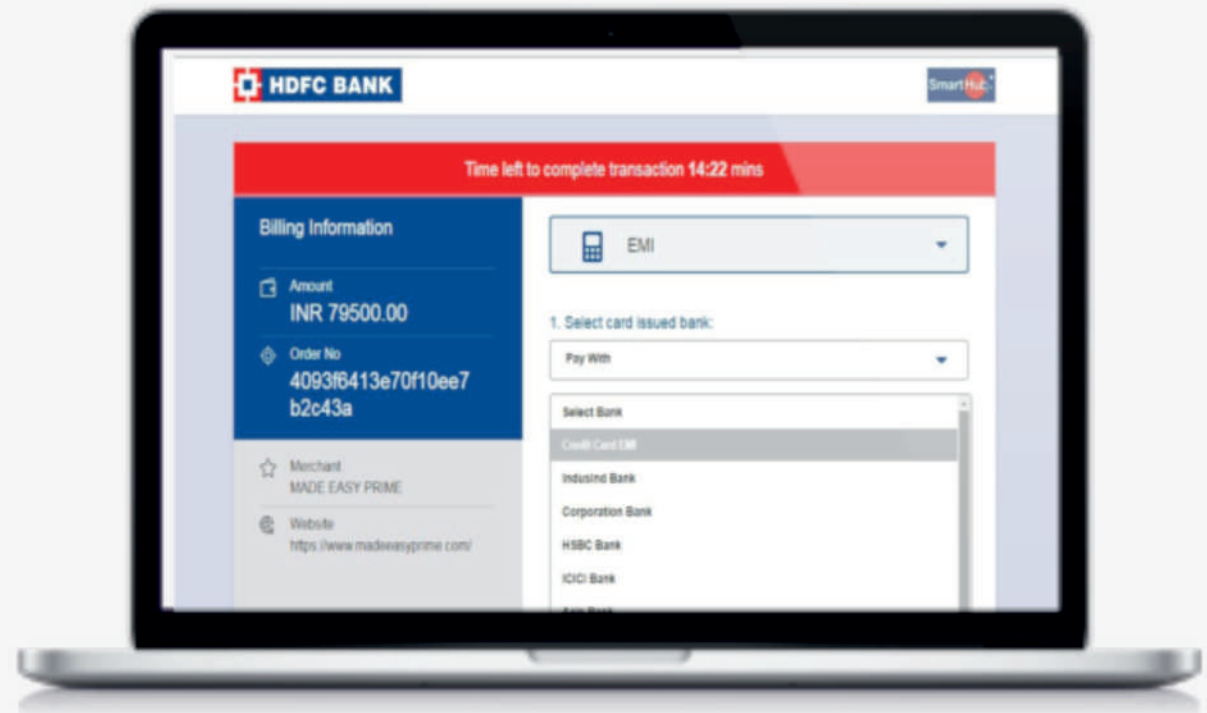 HDFC BANK
SmartHub
Time left to complete transaction 14:22 mins
Billing Information
Amount
INR 79500.00
Order No
4093f6413e70f10ee7
b2c43a
Merchant
MADE EASY PRIME
Website
https://www.madeeasyprime.com/
EMI
1. Select card issued bank:
Pay With
Select Bank
Credit Card EMI
Indusind Bank
Corporation Bank
HSBC Bank
ICICI Bank
Axis Bank